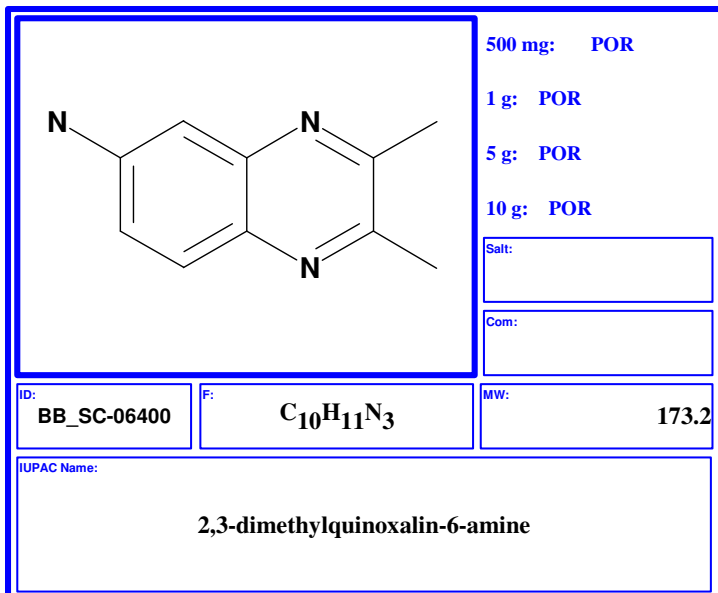 500 mg: POR
1 g: POR
5 g: POR
10 g: POR
N
N
N
Salt:
Com:
ID:
BB_SC-06400
F:
C10H11N3
MW:
173.2
IUPAC Name:
2,3-dimethylquinoxalin-6-amine